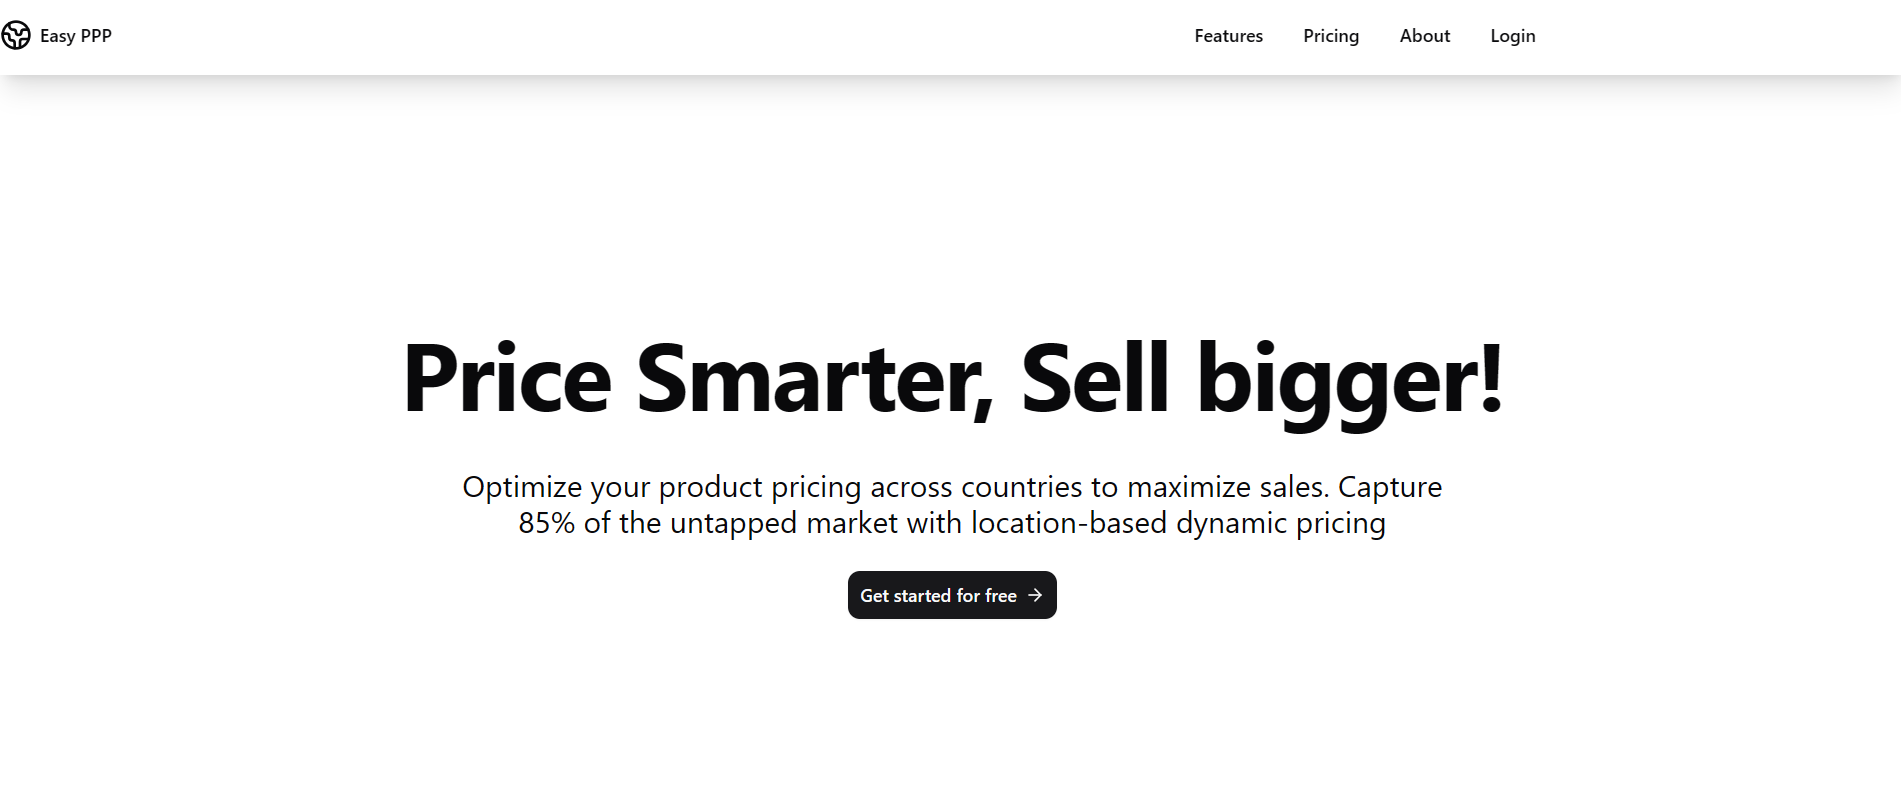 Easy PPP
Features Pricing About Login
Price Smarter, Sell bigger!
Optimize your product pricing across countries to maximize sales. Capture
85% of the untapped market with location-based dynamic pricing
Get started for free